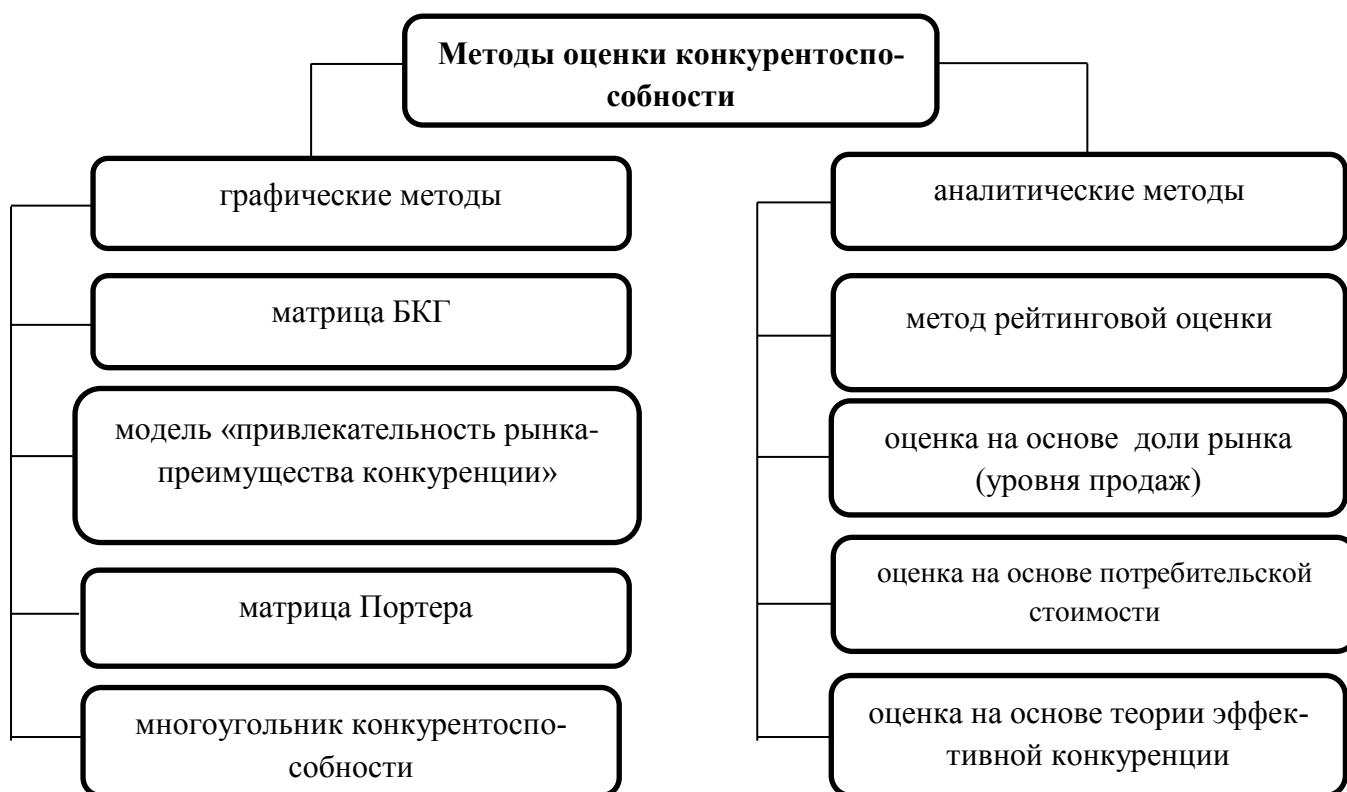 Методы оценки конкурентоспо-
собности
графические методы
матрица БКГ
модель «привлекательность рынка-
преимущества конкуренции»
матрица Портера
многоугольник конкурентоспо-
собности
аналитические методы
метод рейтинговой оценки
оценка на основе доли рынка
(уровня продаж)
оценка на основе потребительской
стоимости
оценка на основе теории эффек-
тивной конкуренции